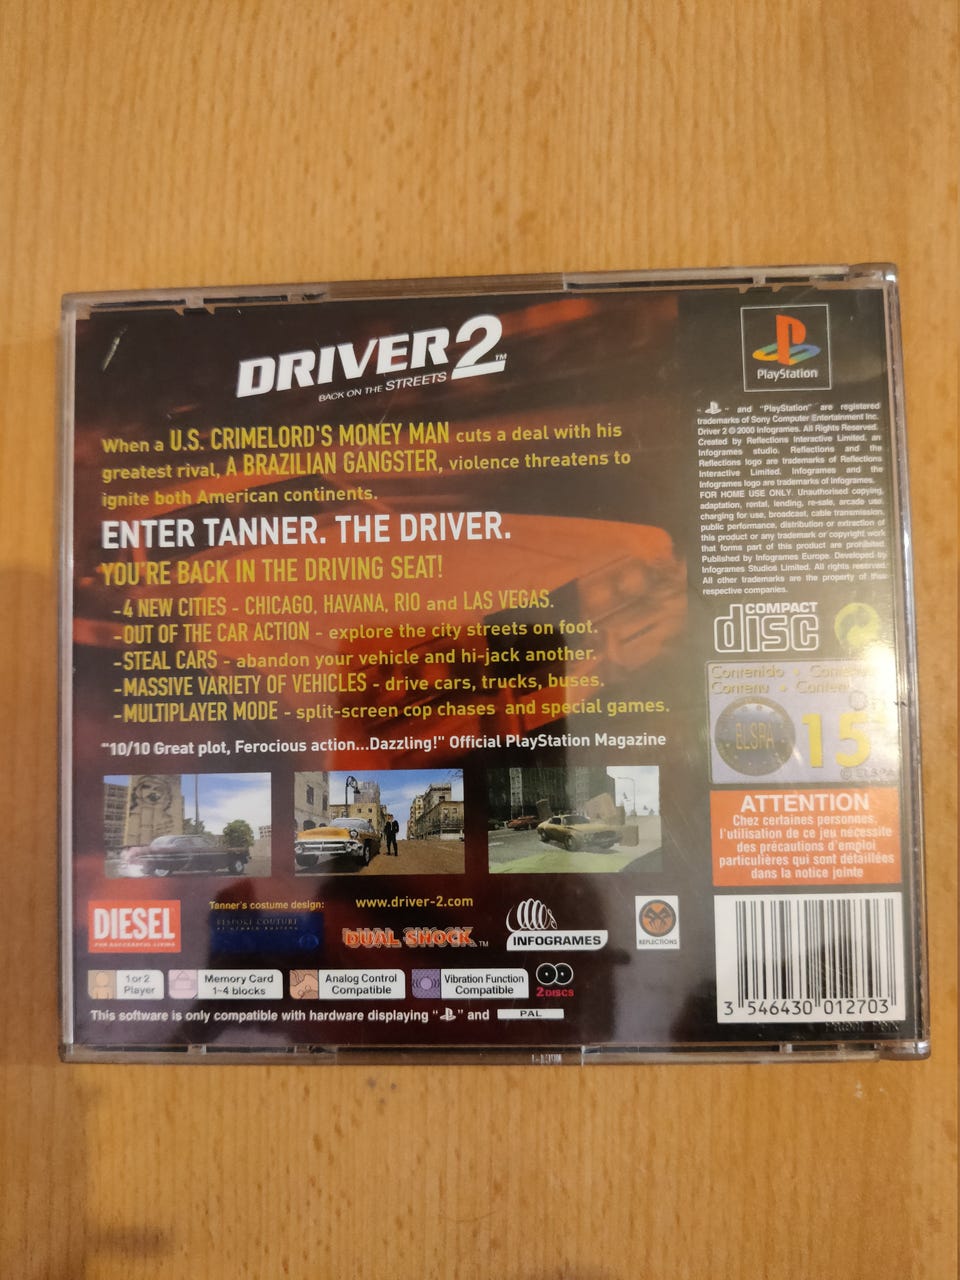 DRIVER 2™
BACK ON THE STREETS
When a U.S. CRIMELORD'S MONEY MAN cuts a deal with his
greatest rival, A BRAZILIAN GANGSTER, violence threatens to
ignite both American continents.
ENTER TANNER. THE DRIVER.
YOU'RE BACK IN THE DRIVING SEAT!
-4 NEW CITIES - CHICAGO, HAVANA, RIO and LAS VEGAS.
-OUT OF THE CAR ACTION - explore the city streets on foot.
-STEAL CARS - abandon your vehicle and hi-jack another.
-MASSIVE VARIETY OF VEHICLES - drive cars, trucks, buses.
-MULTIPLAYER MODE - split-screen cop chases and special games.
"10/10 Great plot, Ferocious action...Dazzling!" Official PlayStation Magazine
DIESEL
FOR SUCCESSFUL LIVING
Tanner's costume design:
BESPOKE COUTURE
www.driver-2.com
DUAL SHOCK.™
INFOGRAMES
REFLECTIONS
1 or 2
Player
Memory Card
1~4 blocks
Analog Control
Compatible
Vibration Function
Compatible
2 DISCS
This software is only compatible with hardware displaying " " and PAL
PlayStation
" " and "PlayStation" are registered
trademarks of Sony Computer Entertainment Inc.
Driver 2 © 2000 Infogrames. All Rights Reserved.
Created by Reflections Interactive Limited, an
Infogrames studio. Reflections and the
Reflections logo are trademarks of Reflections
Interactive Limited. Infogrames and the
Infogrames logo are trademarks of Infogrames.
FOR HOME USE ONLY. Unauthorised copying,
adaptation, rental, lending, re-sale, arcade use,
charging for use, broadcast, cable transmission,
public performance, distribution or extraction of
this product or any trademark or copyright work
that forms part of this product are prohibited.
Published by Infogrames Europe. Developed by
Infogrames Studios Limited. All rights reserved.
All other trademarks are the property of their
respective companies.
COMPACT
disc
Contenido •
Contenu •
ELSPA
15
© ELSPA
ATTENTION
Chez certaines personnes,
l'utilisation de ce jeu nécessite
des précautions d'emploi
particulières qui sont détaillées
dans la notice jointe
3 546430 012703